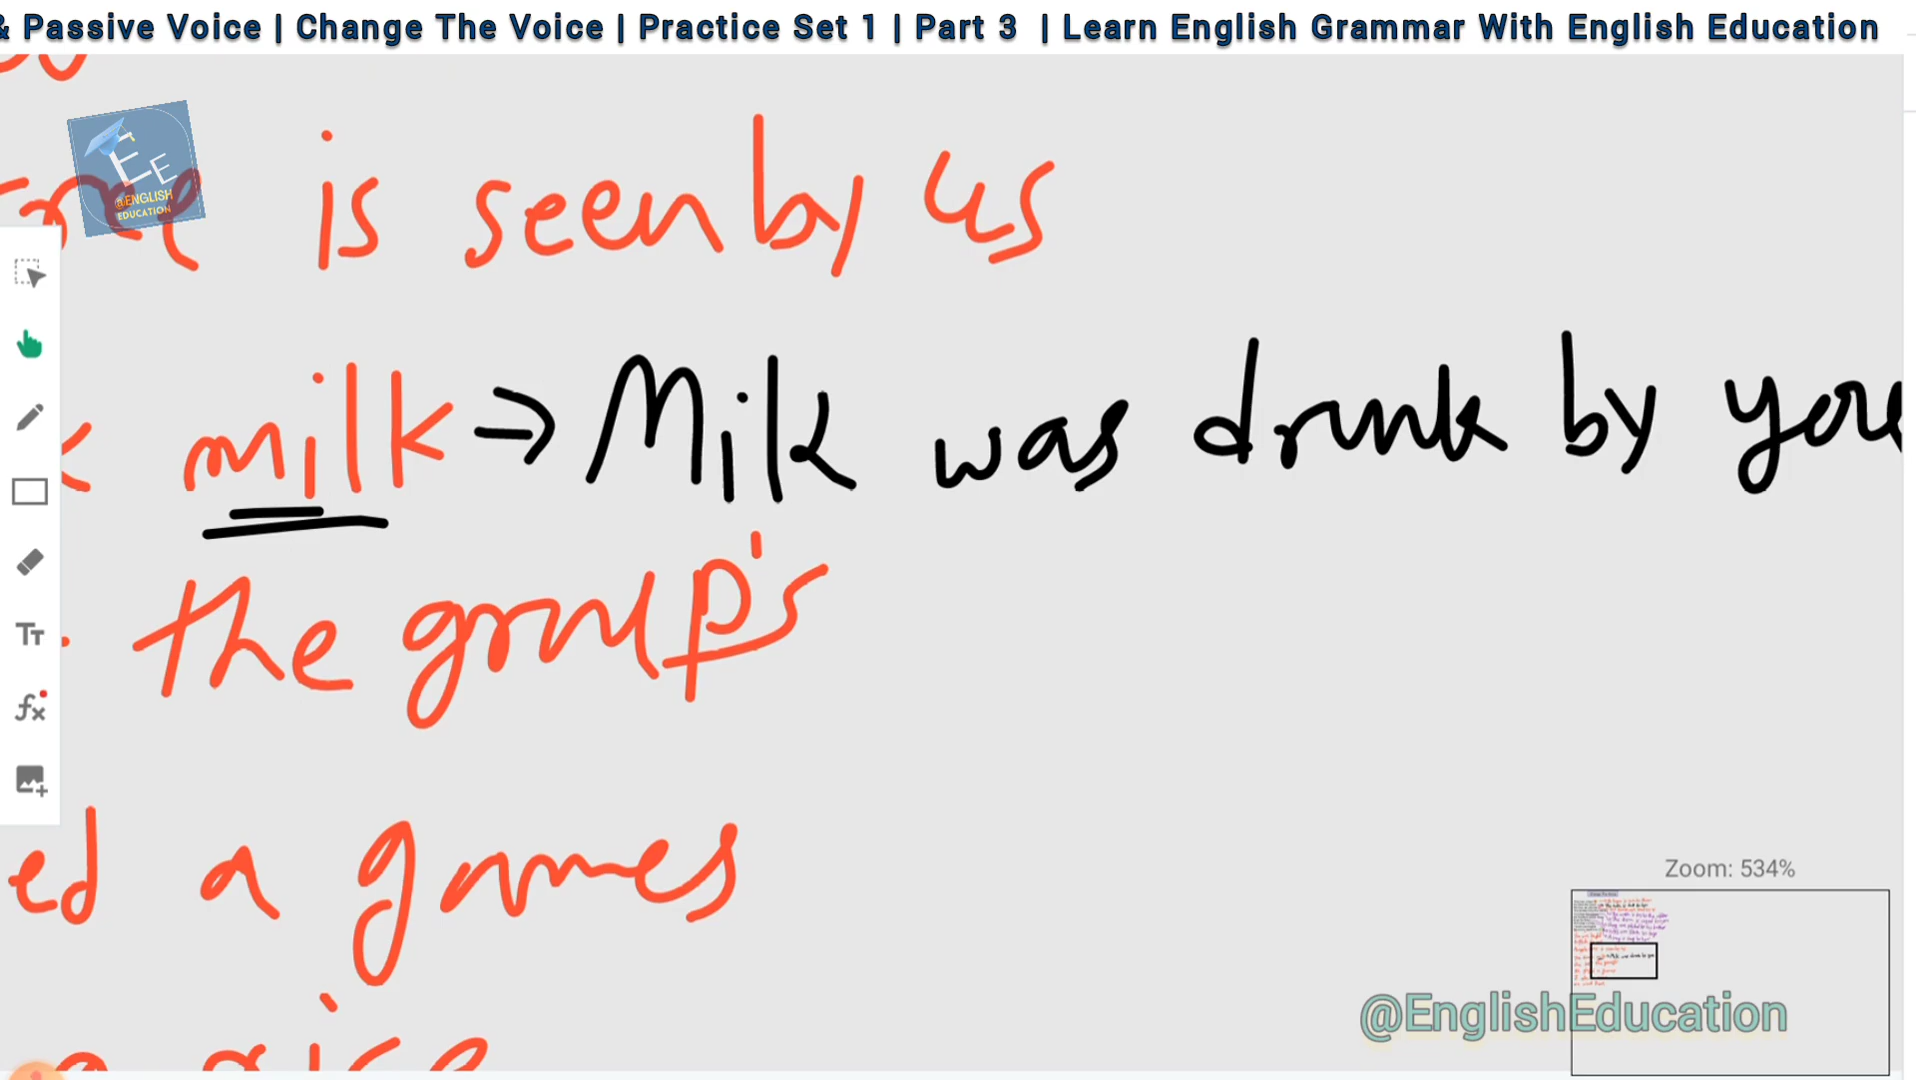 & Passive Voice | Change The Voice | Practice Set 1 | Part 3 | Learn English Grammar With English Education
E E
@ENGLISH
EDUCATION
is seen by us
k milk ⇒ Milk was drunk by you
the group's
ed a games
Zoom: 534%
@EnglishEducation